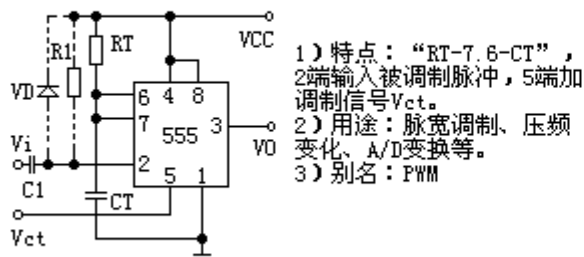 R1
RT
VCC
VD
6 4 8
7
3
555
Vi
2
VO
5 1
C1
CT
Vct
1)特点:“RT-7.6-CT”,
2端输入被调制脉冲,5端加
调制信号Vct。
2)用途:脉宽调制、压频
变化、A/D变换等。
3)别名:PWM